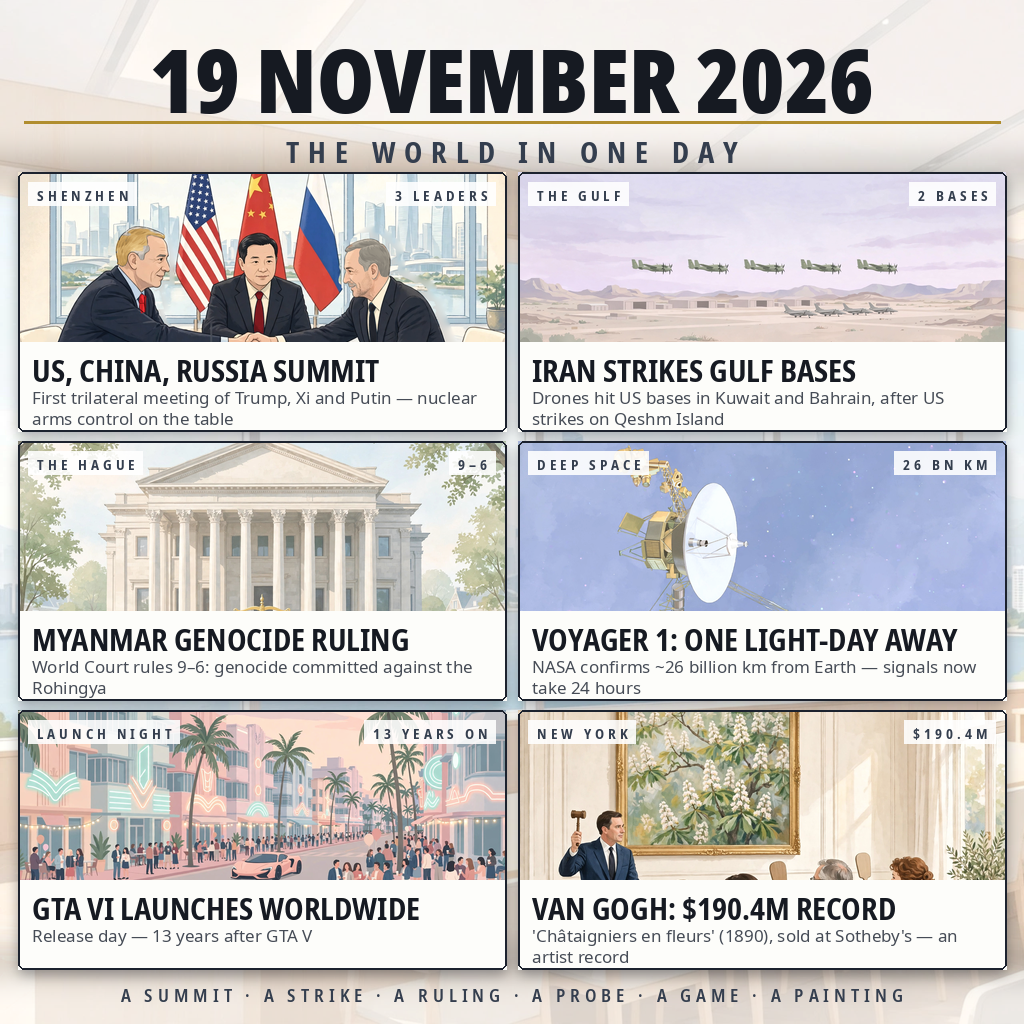 19 NOVEMBER 2026
THE WORLD IN ONE DAY
SHENZHEN
3 LEADERS
US, CHINA, RUSSIA SUMMIT
First trilateral meeting of Trump, Xi and Putin — nuclear
arms control on the table
THE GULF
2 BASES
IRAN STRIKES GULF BASES
Drones hit US bases in Kuwait and Bahrain, after US
strikes on Qeshm Island
THE HAGUE
9–6
MYANMAR GENOCIDE RULING
World Court rules 9–6: genocide committed against the
Rohingya
DEEP SPACE
26 BN KM
VOYAGER 1: ONE LIGHT-DAY AWAY
NASA confirms ~26 billion km from Earth — signals now
take 24 hours
LAUNCH NIGHT
13 YEARS ON
GTA VI LAUNCHES WORLDWIDE
Release day — 13 years after GTA V
NEW YORK
$190.4M
VAN GOGH: $190.4M RECORD
'Châtaigniers en fleurs' (1890), sold at Sotheby's — an
artist record
A SUMMIT · A STRIKE · A RULING · A PROBE · A GAME · A PAINTING